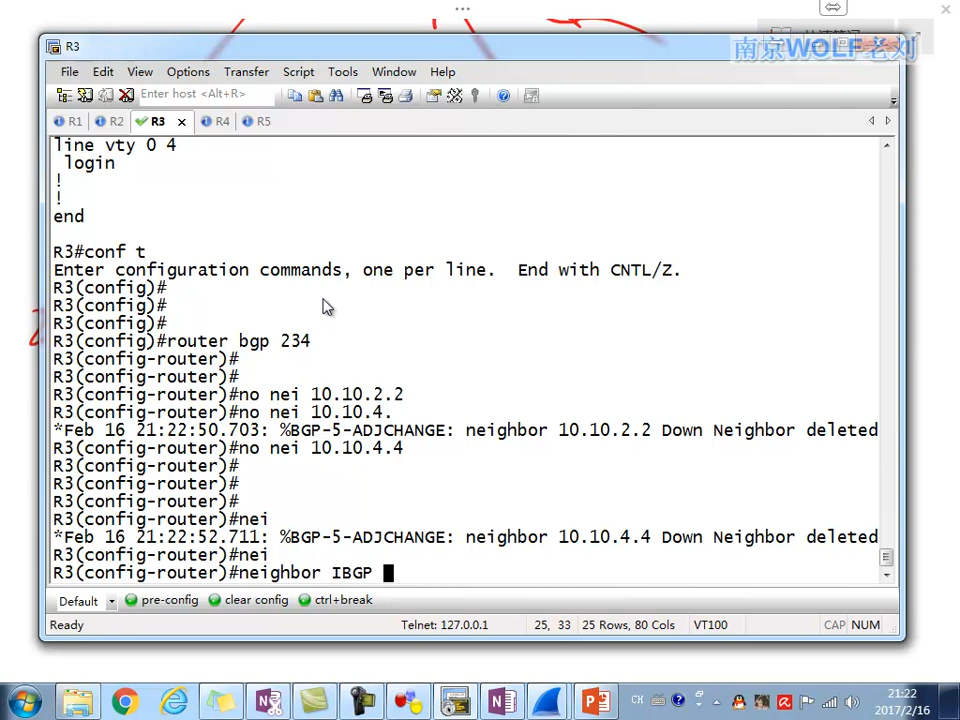 R3
南京WOLF老刘
File Edit View Options Transfer Script Tools Window Help
Enter host <Alt+R>
R1 R2 R3 R4 R5
line vty 0 4
login
!
!
end
R3#conf t
Enter configuration commands, one per line. End with CNTL/Z.
R3(config)#
R3(config)#
R3(config)#
R3(config)#router bgp 234
R3(config-router)#
R3(config-router)#
R3(config-router)#no nei 10.10.2.2
R3(config-router)#no nei 10.10.4.
*Feb 16 21:22:50.703: %BGP-5-ADJCHANGE: neighbor 10.10.2.2 Down Neighbor deleted
R3(config-router)#no nei 10.10.4.4
R3(config-router)#
R3(config-router)#
R3(config-router)#
R3(config-router)#nei
*Feb 16 21:22:52.711: %BGP-5-ADJCHANGE: neighbor 10.10.4.4 Down Neighbor deleted
R3(config-router)#nei
R3(config-router)#neighbor IBGP
Default pre-config clear config ctrl+break
Ready Telnet: 127.0.0.1 25, 33 25 Rows, 80 Cols VT100 CAP NUM
CH 21:22
2017/2/16